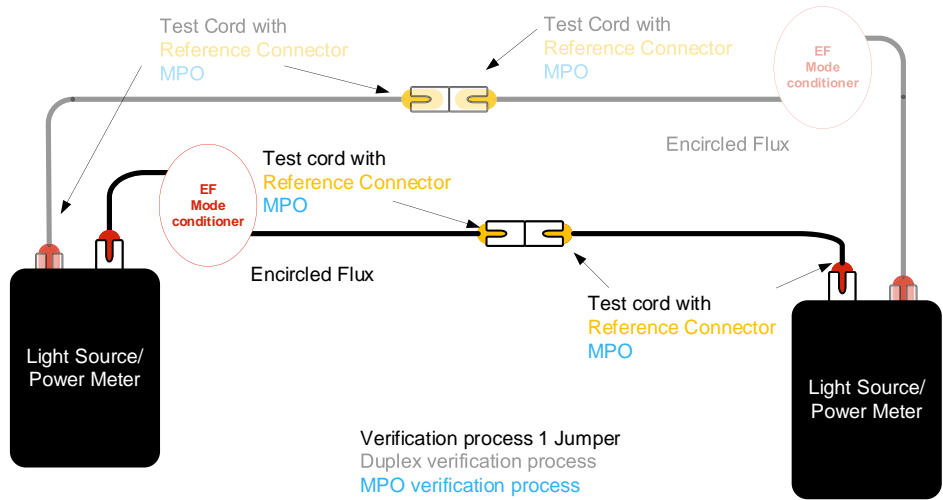 Test Cord with
Reference Connector
MPO
Test Cord with
Reference Connector
MPO
EF
Mode
conditioner
Encircled Flux
Test cord with
Reference Connector
MPO
EF
Mode
conditioner
Encircled Flux
Test cord with
Reference Connector
MPO
Light Source/
Power Meter
Light Source/
Power Meter
Verification process 1 Jumper
Duplex verification process
MPO verification process